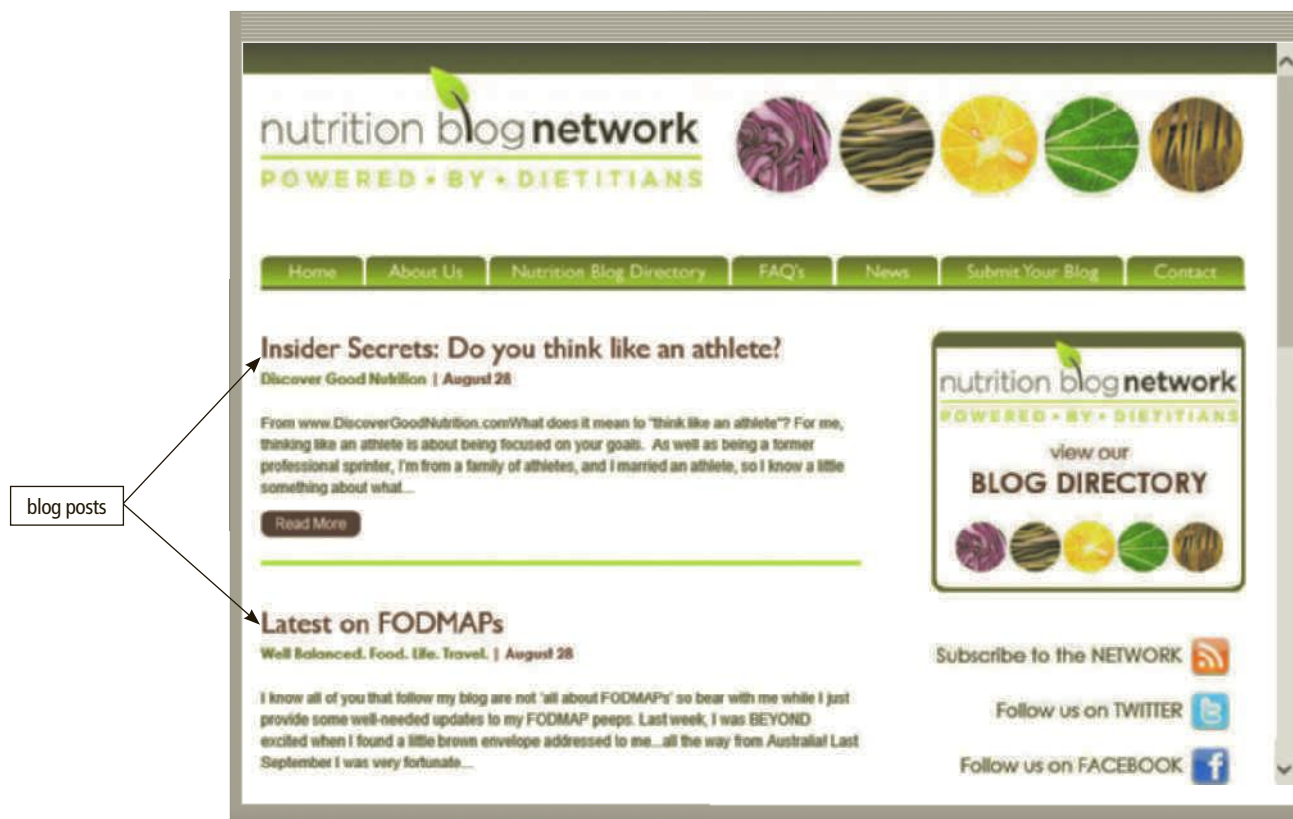 nutrition blog network
POWERED • BY • DIETITIANS
Home About Us Nutrition Blog Directory FAQ's News Submit Your Blog Contact
Insider Secrets: Do you think like an athlete?
Discover Good Nutrition | August 28
From www.DiscoverGoodNutrition.comWhat does it mean to "think like an athlete"? For me,
thinking like an athlete is about being focused on your goals. As well as being a former
professional sprinter, I'm from a family of athletes, and I married an athlete, so I know a little
something about what...
Read More
blog posts
Latest on FODMAPs
Well Balanced. Food. Life. Travel. | August 28
I know all of you that follow my blog are not 'all about FODMAPs' so bear with me while I just
provide some well-needed updates to my FODMAP peeps. Last week, I was BEYOND
excited when I found a little brown envelope addressed to me...all the way from Australia! Last
September I was very fortunate...
nutrition blog network
POWERED • BY • DIETITIANS
view our
BLOG DIRECTORY
Subscribe to the NETWORK
Follow us on TWITTER
Follow us on FACEBOOK